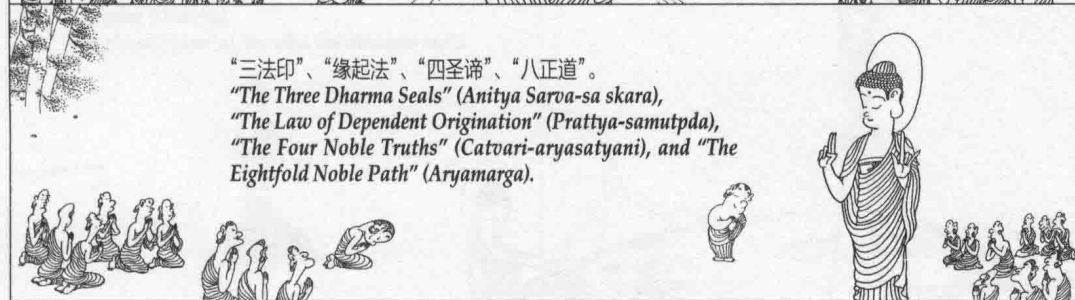 “三法印”、“缘起法”、“四圣谛”、“八正道”。
“The Three Dharma Seals” (Anitya Sarva-sa skara),
“The Law of Dependent Origination” (Prattya-samutpda),
“The Four Noble Truths” (Catvari-aryasatyani), and “The
Eightfold Noble Path” (Aryamarga).